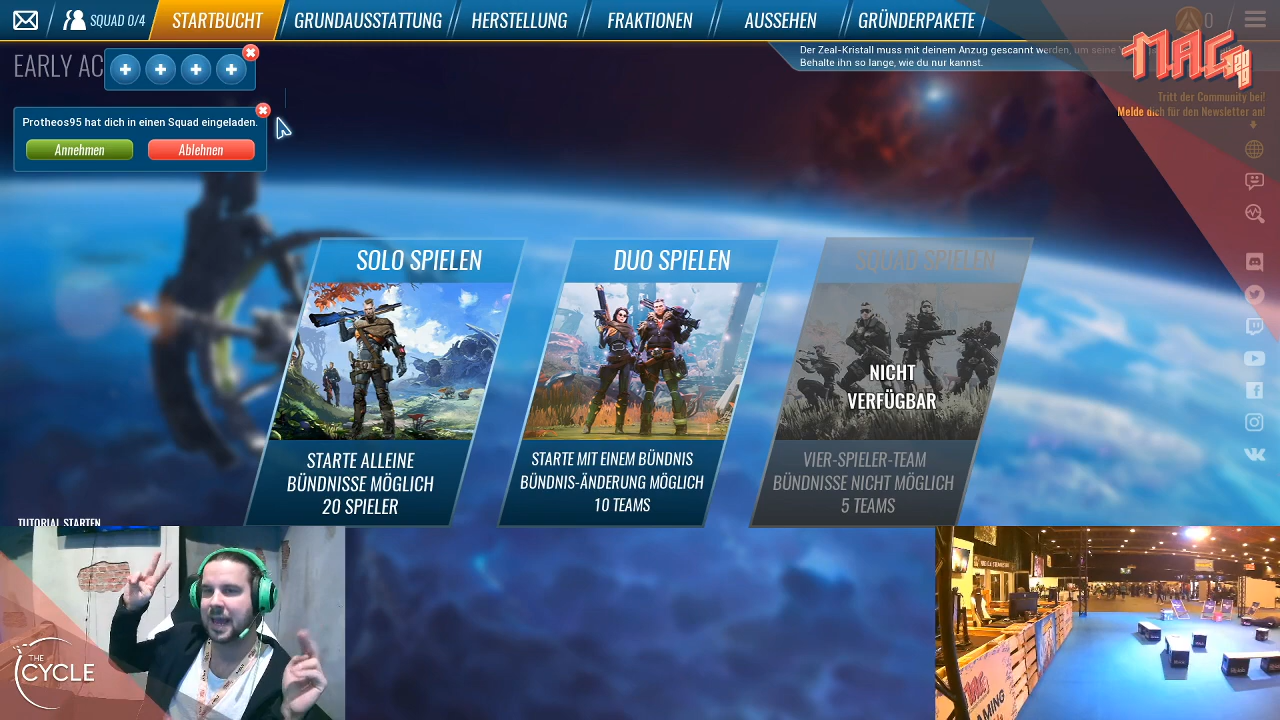 SQUAD 0/4
STARTBUCHT
GRUNDAUSSTATTUNG
HERSTELLUNG
FRAKTIONEN
AUSSEHEN
GRÜNDERPAKETE
0
EARLY AC
Der Zeal-Kristall muss mit deinem Anzug gescannt werden, um seine
Behalte ihn so lange, wie du nur kannst.
MAG
2019
Tritt der Community bei!
Melde dich für den Newsletter an!
Protheos95 hat dich in einen Squad eingeladen.
Annehmen
Ablehnen
SOLO SPIELEN
STARTE ALLEINE
BÜNDNISSE MÖGLICH
20 SPIELER
DUO SPIELEN
STARTE MIT EINEM BÜNDNIS
BÜNDNIS-ÄNDERUNG MÖGLICH
10 TEAMS
SQUAD SPIELEN
NICHT
VERFÜGBAR
VIER-SPIELER-TEAM
BÜNDNISSE NICHT MÖGLICH
5 TEAMS
TUTORIAL STARTEN
THE
CYCLE
MAG